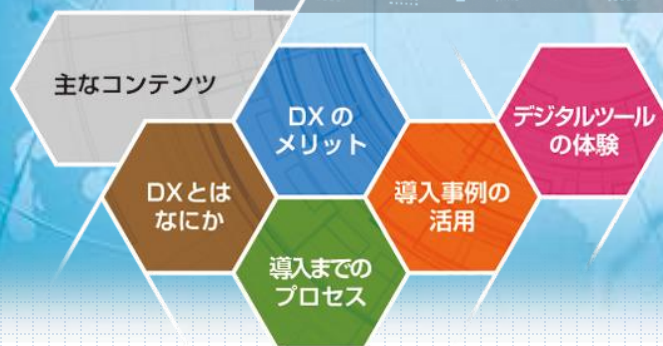 主なコンテンツ
DXとは
なにか
DXの
メリット
導入までの
プロセス
導入事例の
活用
デジタルツール
の体験